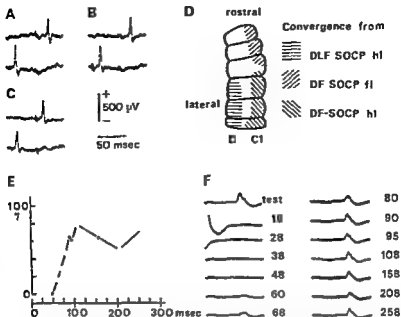 A
B
C
+
500 µV
−
50 msec
D
rostral
lateral
B C1
Convergence from
DLF SOCP hl
DF SOCP fl
DF-SOCP hl
E
100
7
0
0 100 200 300 msec
F
test
18
28
38
48
60
68
80
90
95
108
158
208
258